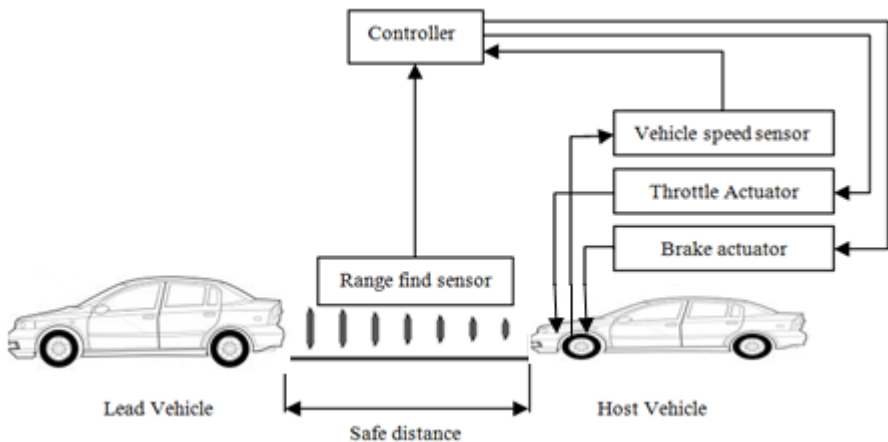 Controller
Vehicle speed sensor
Throttle Actuator
Brake actuator
Range find sensor
Lead Vehicle
Host Vehicle
Safe distance